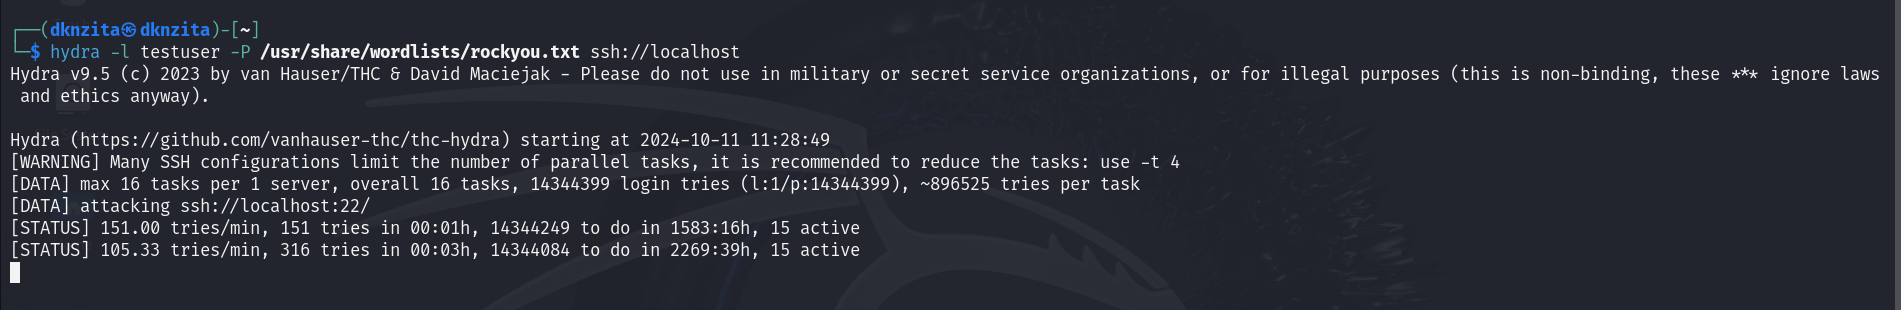 ┌──(dknzita㉿dknzita)-[~]
└─$ hydra -l testuser -P /usr/share/wordlists/rockyou.txt ssh://localhost
Hydra v9.5 (c) 2023 by van Hauser/THC & David Maciejak - Please do not use in military or secret service organizations, or for illegal purposes (this is non-binding, these *** ignore laws
 and ethics anyway).
Hydra (https://github.com/vanhauser-thc/thc-hydra) starting at 2024-10-11 11:28:49
[WARNING] Many SSH configurations limit the number of parallel tasks, it is recommended to reduce the tasks: use -t 4
[DATA] max 16 tasks per 1 server, overall 16 tasks, 14344399 login tries (l:1/p:14344399), ~896525 tries per task
[DATA] attacking ssh://localhost:22/
[STATUS] 151.00 tries/min, 151 tries in 00:01h, 14344249 to do in 1583:16h, 15 active
[STATUS] 105.33 tries/min, 316 tries in 00:03h, 14344084 to do in 2269:39h, 15 active